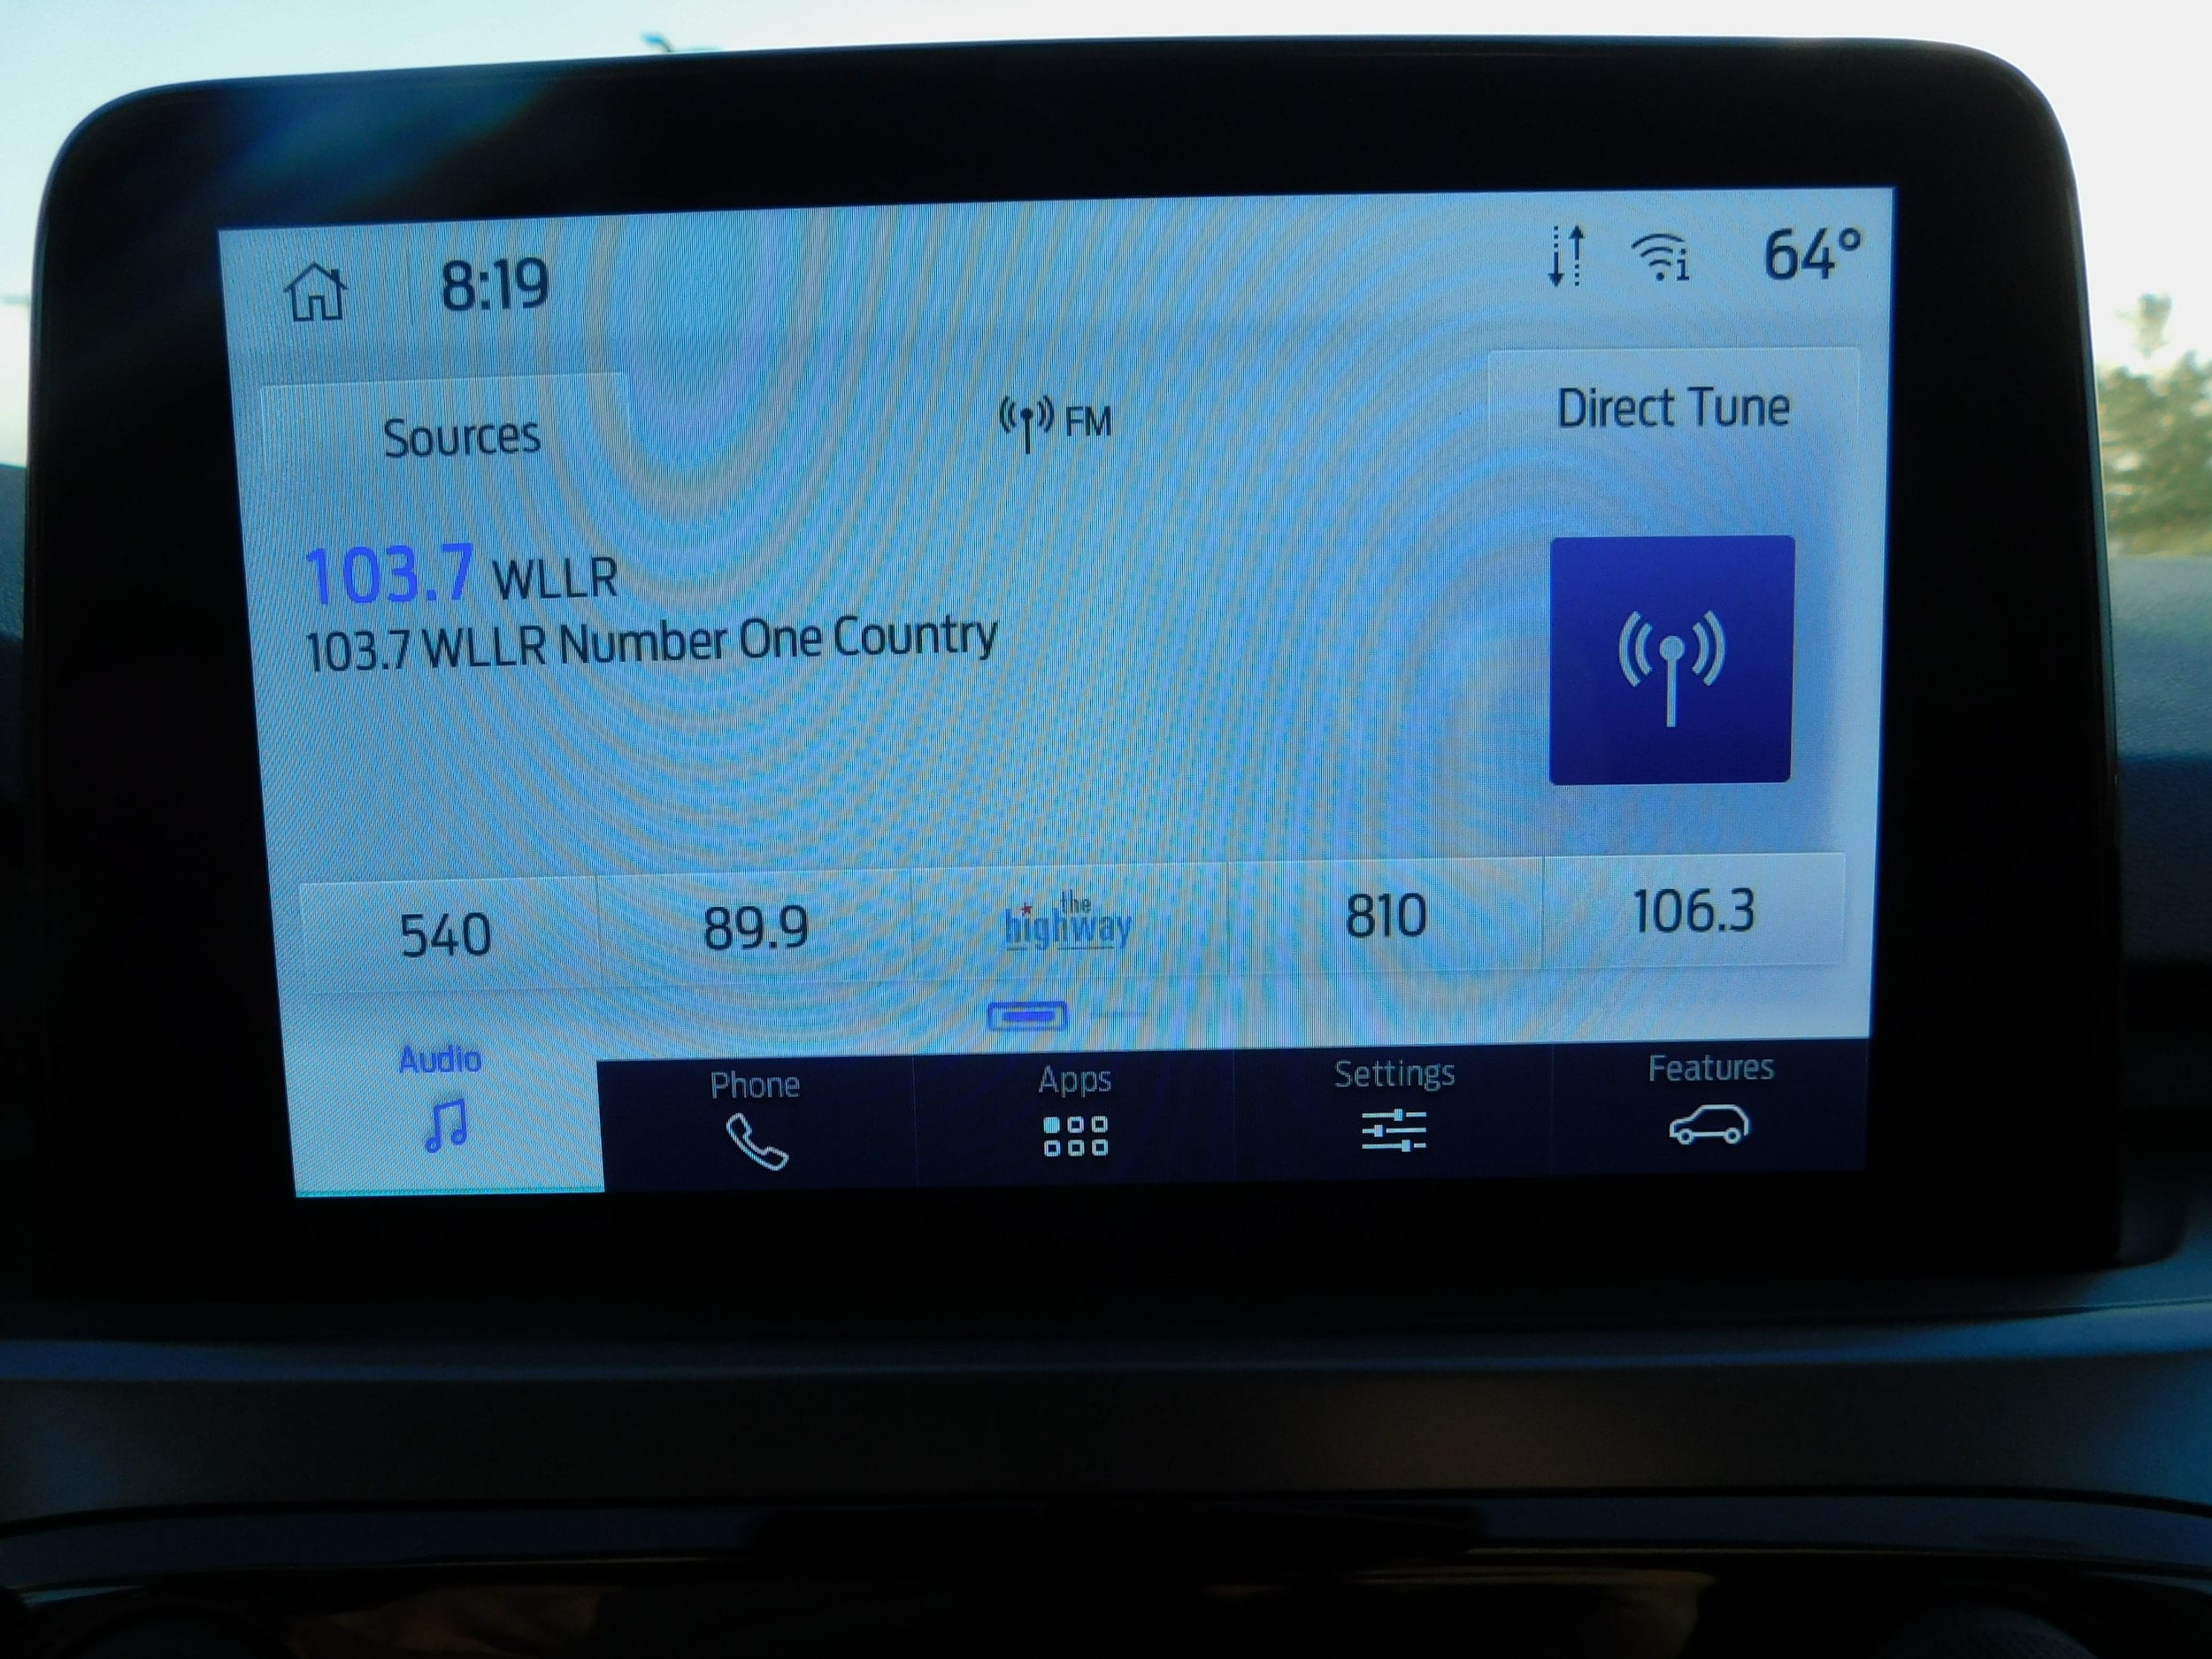 8:19
64°
Sources
FM
Direct Tune
103.7 WLLR
103.7 WLLR Number One Country
540
89.9
the
highway
810
106.3
Audio
Phone
Apps
Settings
Features